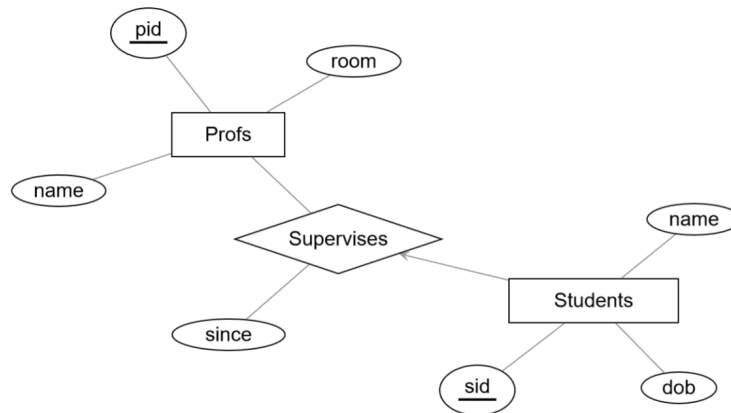 pid
room
Profs
name
Supervises
name
Students
since
sid
dob